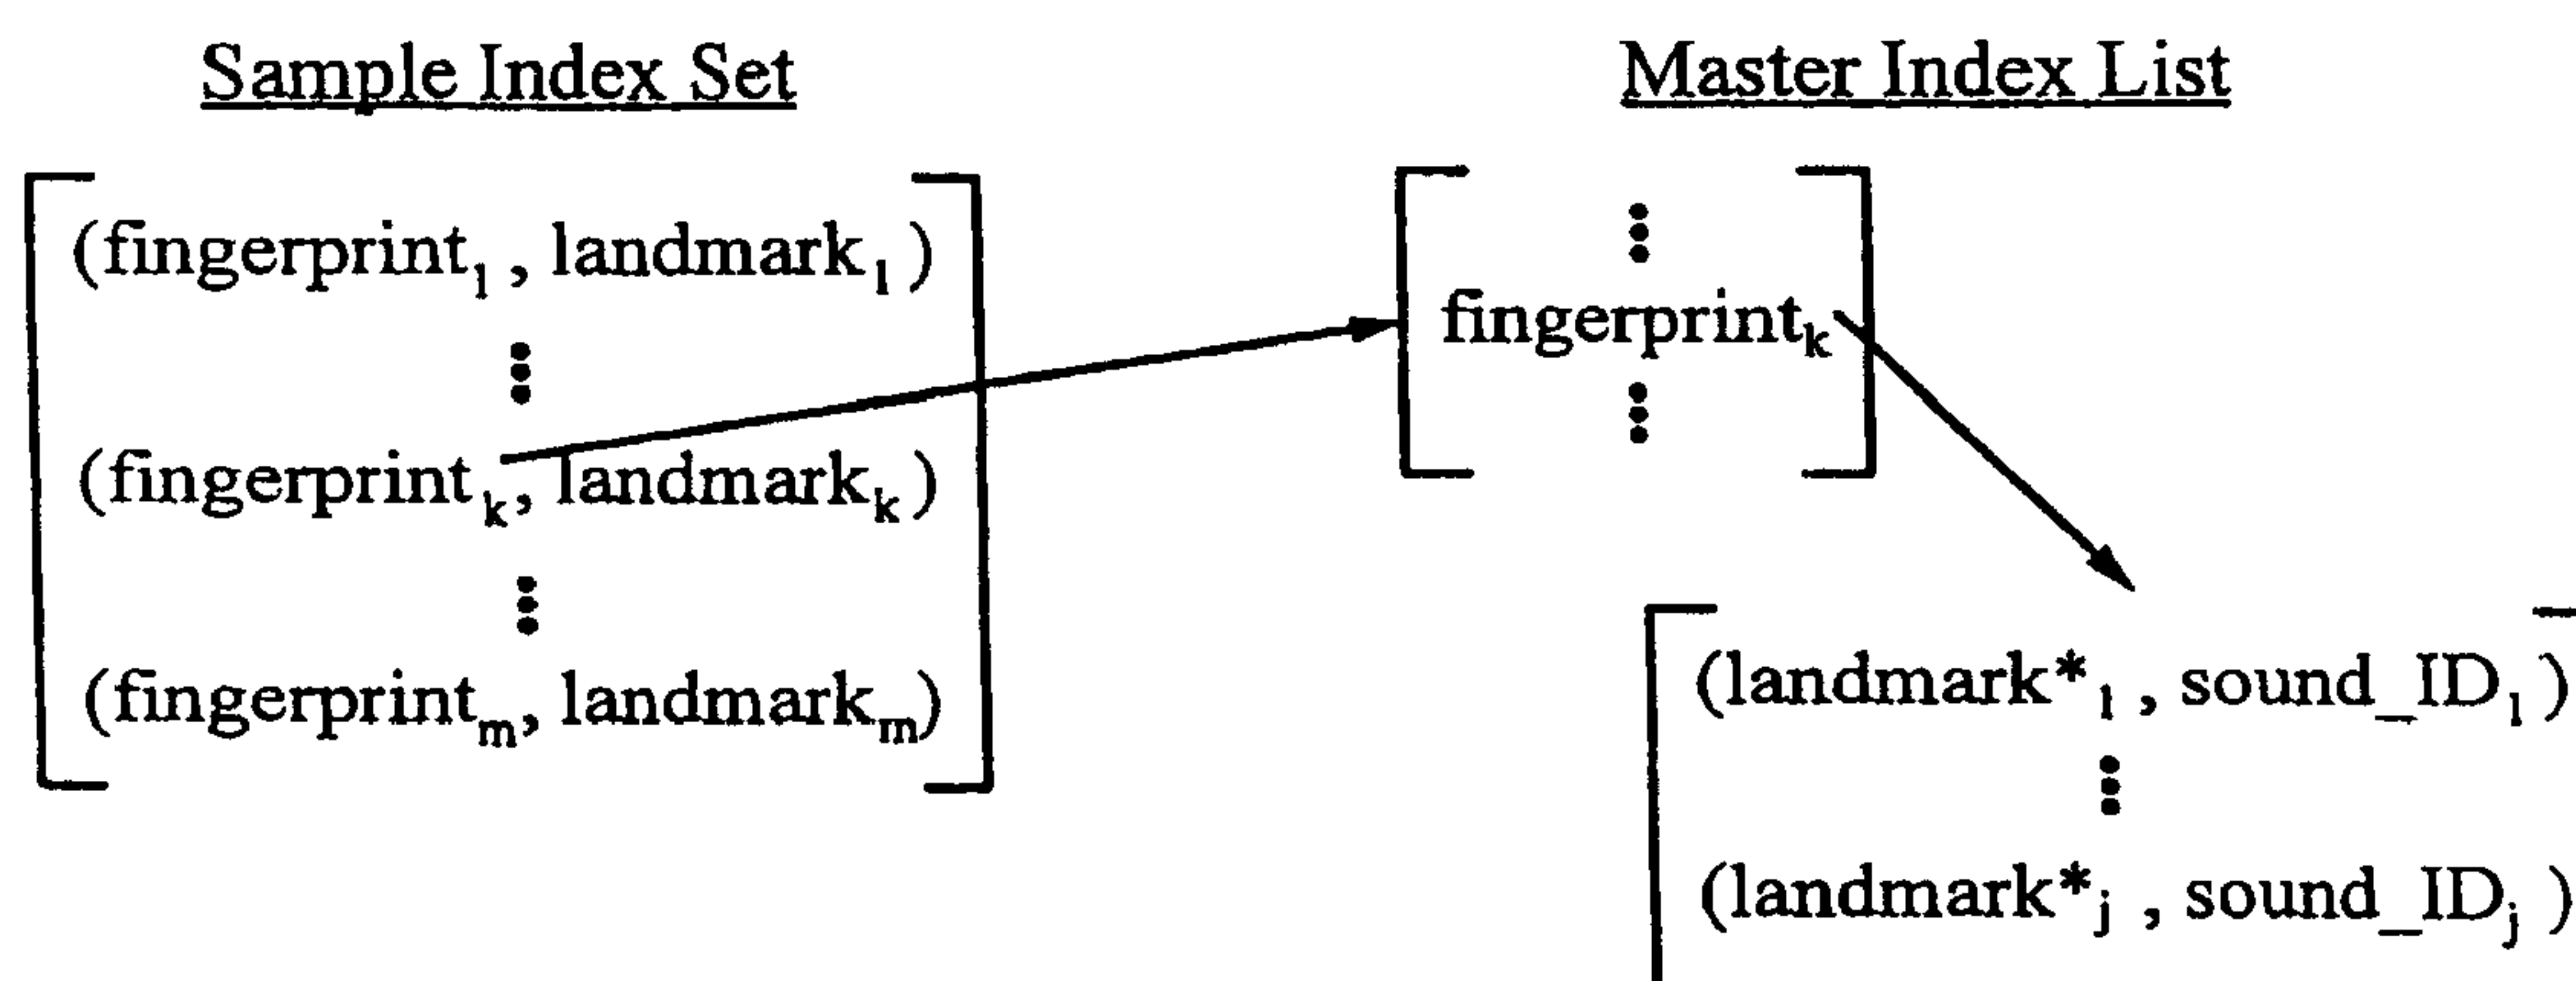 Sample Index Set
(fingerprint₁, landmark₁)
⋮
(fingerprintₖ, landmarkₖ)
⋮
(fingerprintₘ, landmarkₘ)
Master Index List
⋮
fingerprintₖ
⋮
(landmark*₁, sound_ID₁)
⋮
(landmark*ⱼ, sound_IDⱼ)